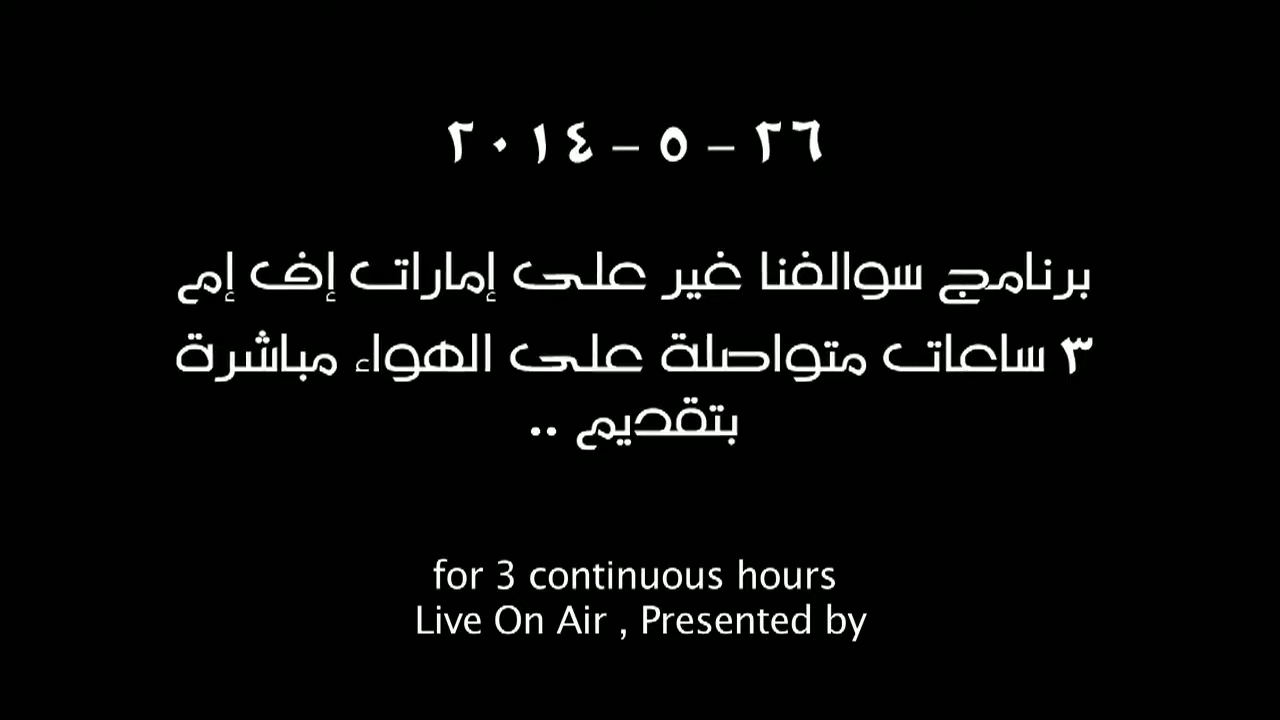 ٢٠١٤ – ٥ – ٢٦
برنامج سوالفنا غير على إمارات إف إم
٣ ساعات متواصلة على الهواء مباشرة
بتقديم ..
for 3 continuous hours
Live On Air , Presented by